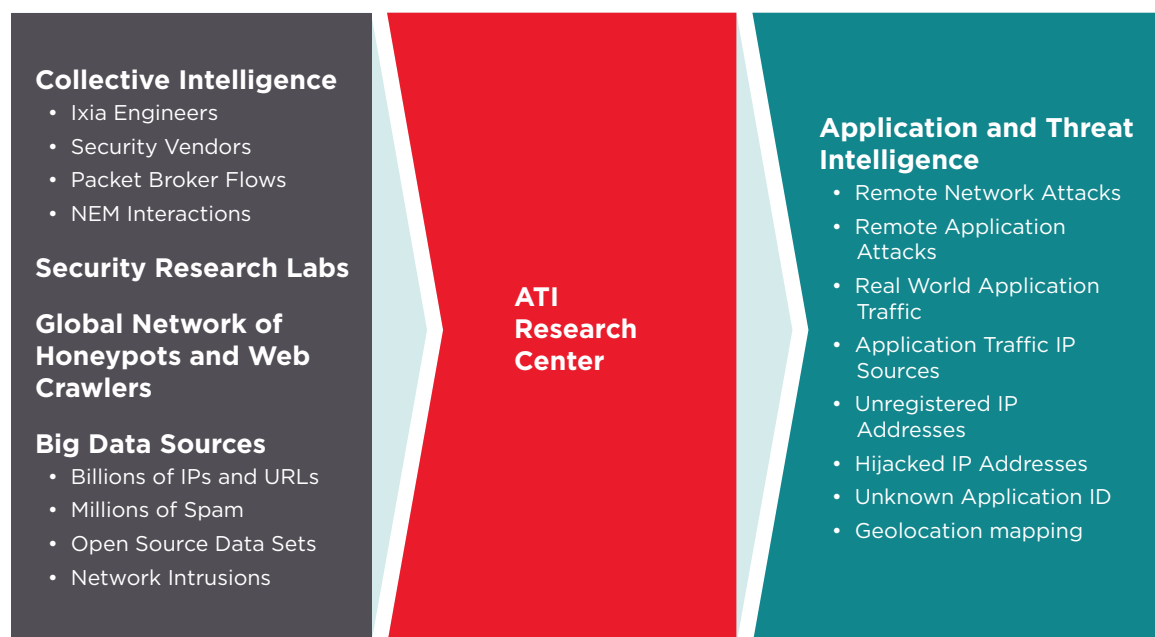 Collective Intelligence
• Ixia Engineers
• Security Vendors
• Packet Broker Flows
• NEM Interactions
Security Research Labs
Global Network of
Honeypots and Web
Crawlers
Big Data Sources
• Billions of IPs and URLs
• Millions of Spam
• Open Source Data Sets
• Network Intrusions
ATI
Research
Center
Application and Threat
Intelligence
• Remote Network Attacks
• Remote Application
Attacks
• Real World Application
Traffic
• Application Traffic IP
Sources
• Unregistered IP
Addresses
• Hijacked IP Addresses
• Unknown Application ID
• Geolocation mapping